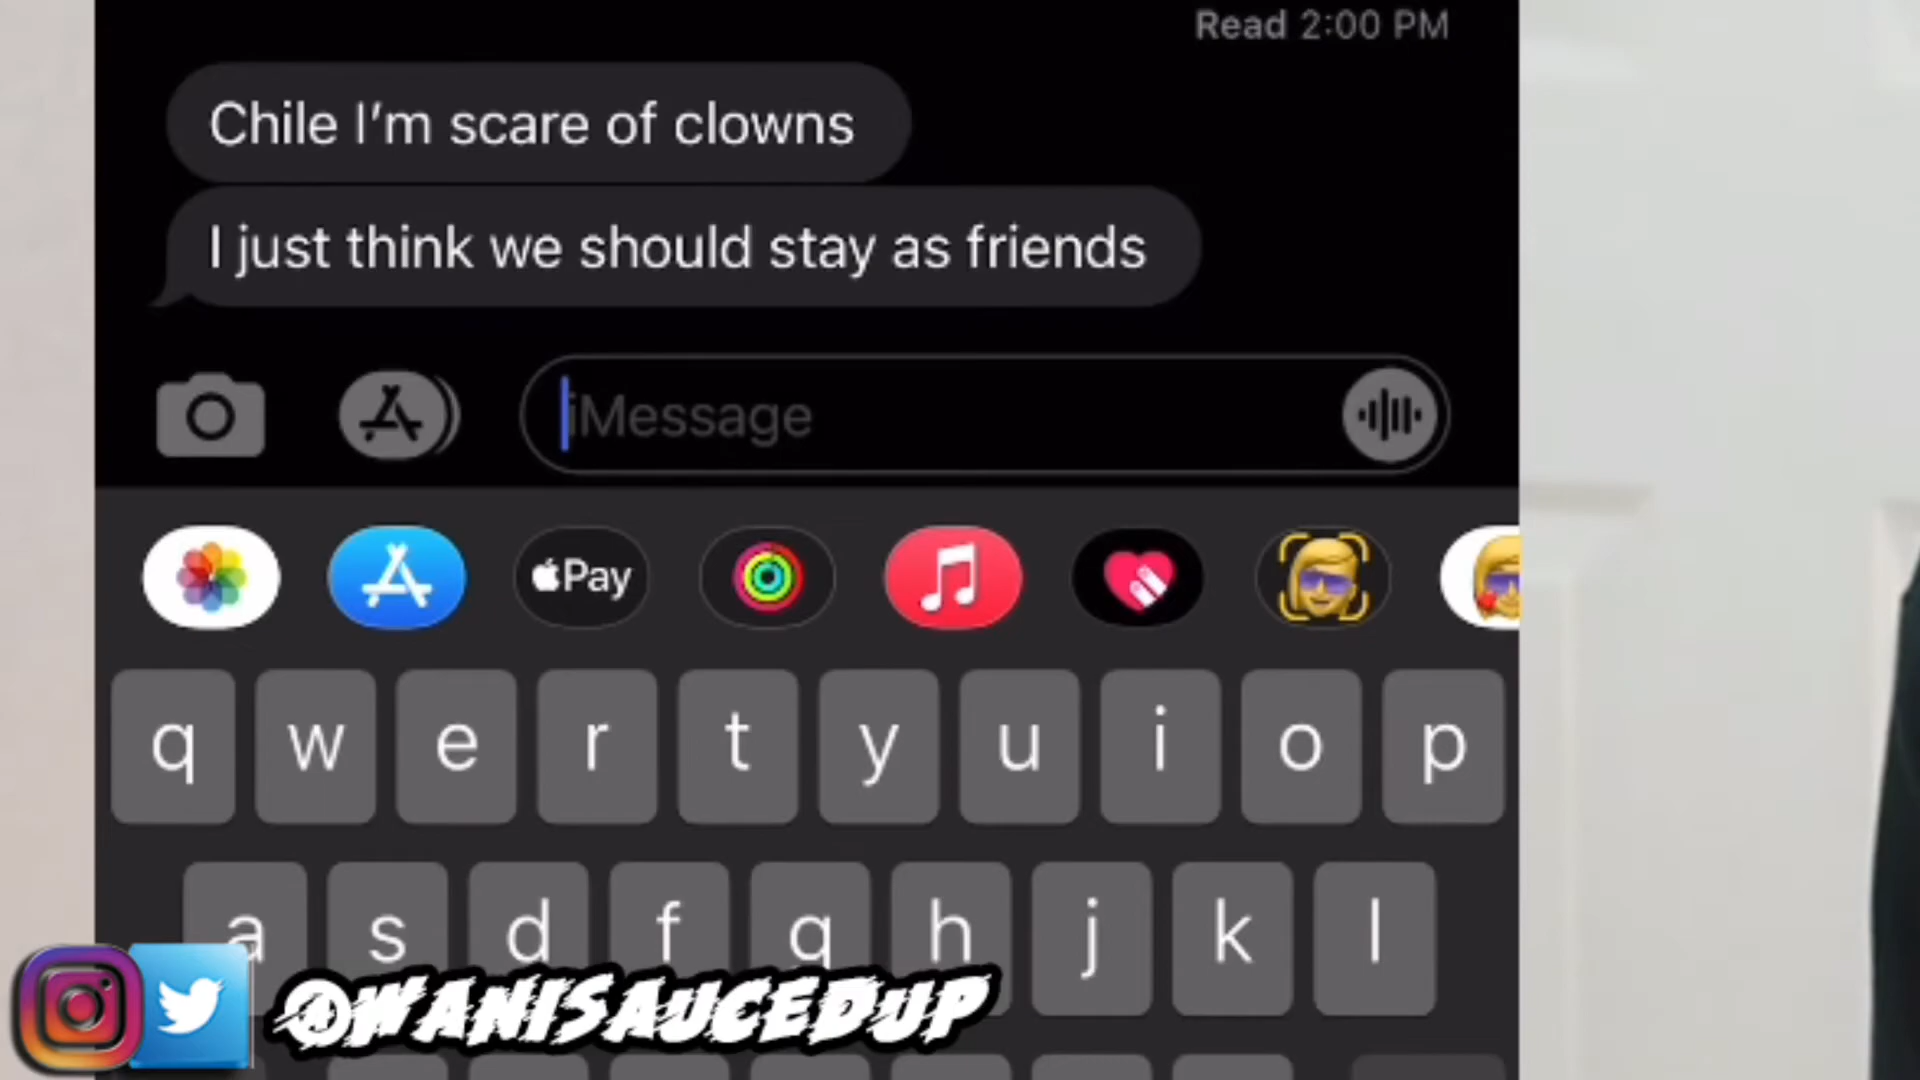 Read 2:00 PM
Chile I’m scare of clowns
I just think we should stay as friends
iMessage
Pay
q w e r t y u i o p
a s d f g h j k l
@WANISAUCEDUP